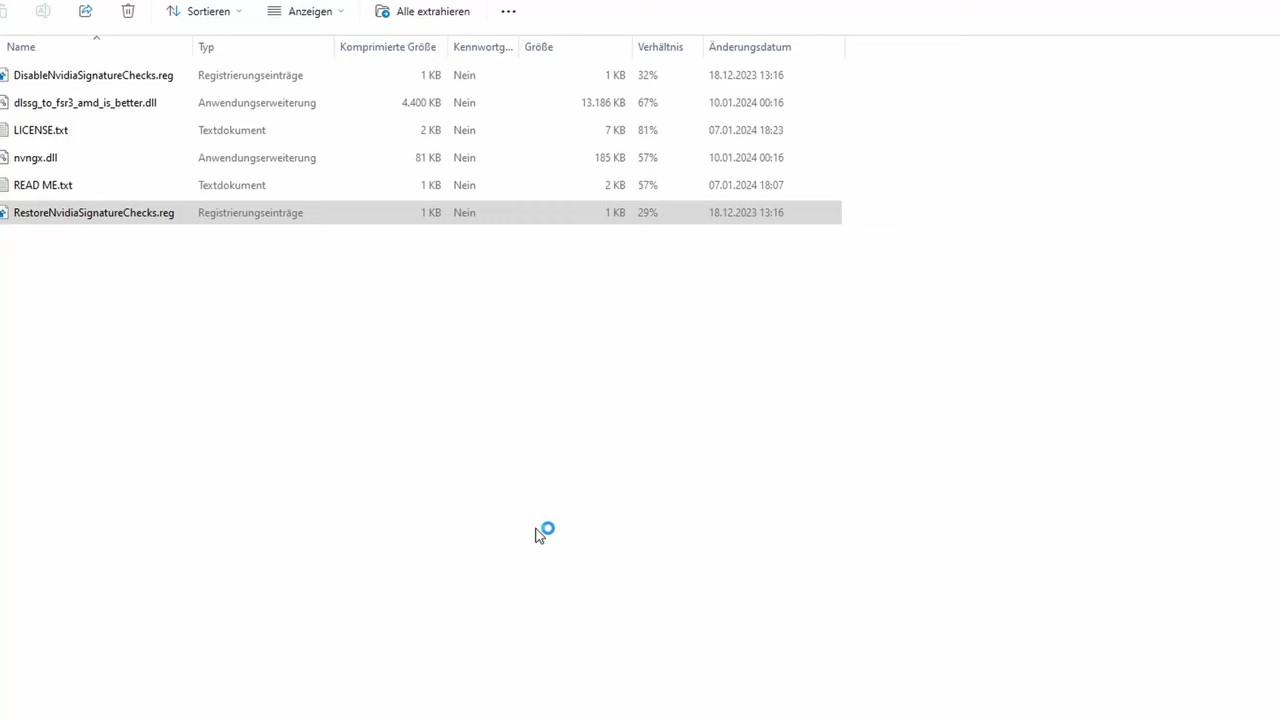 Sortieren Anzeigen Alle extrahieren
Name Typ Komprimierte Größe Kennwortg... Größe Verhältnis Änderungsdatum
DisableNvidiaSignatureChecks.reg Registrierungseinträge 1 KB Nein 1 KB 32% 18.12.2023 13:16
dlssg_to_fsr3_amd_is_better.dll Anwendungserweiterung 4.400 KB Nein 13.186 KB 67% 10.01.2024 00:16
LICENSE.txt Textdokument 2 KB Nein 7 KB 81% 07.01.2024 18:23
nvngx.dll Anwendungserweiterung 81 KB Nein 185 KB 57% 10.01.2024 00:16
READ ME.txt Textdokument 1 KB Nein 2 KB 57% 07.01.2024 18:07
RestoreNvidiaSignatureChecks.reg Registrierungseinträge 1 KB Nein 1 KB 29% 18.12.2023 13:16